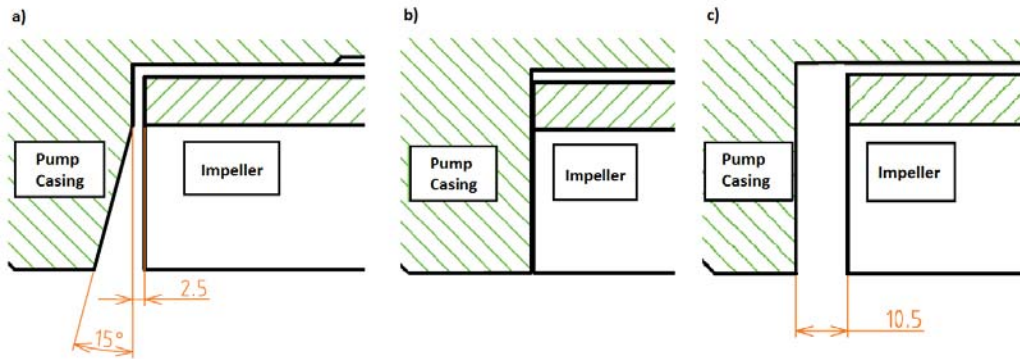 a)
b)
c)
Pump
Casing
Impeller
2.5
15°
Pump
Casing
Impeller
Pump
Casing
Impeller
10.5